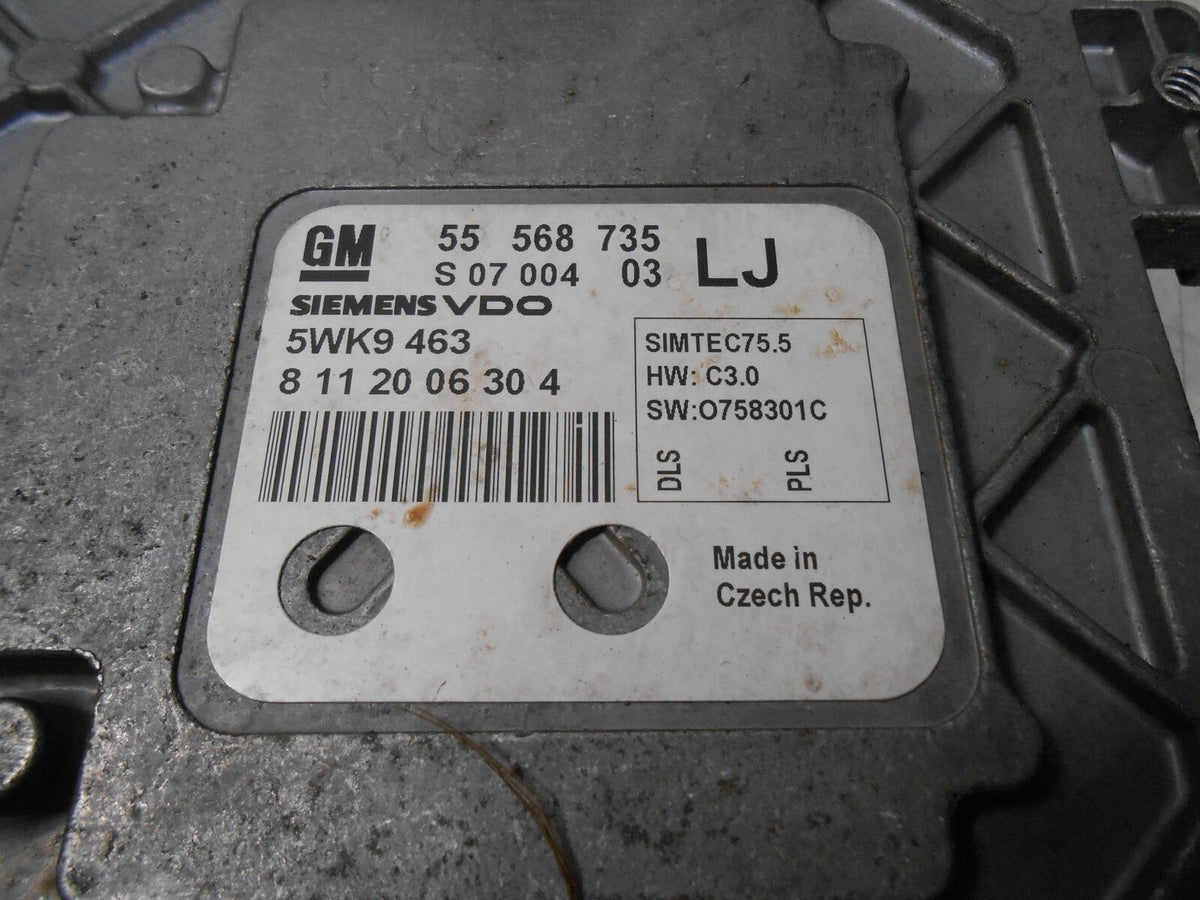 GM 55 568 735 LJ
S 07 004 03
SIEMENS VDO
5WK9 463
8 11 20 06 30 4
SIMTEC75.5
HW: C3.0
SW:O758301C
DLS PLS
Made in
Czech Rep.